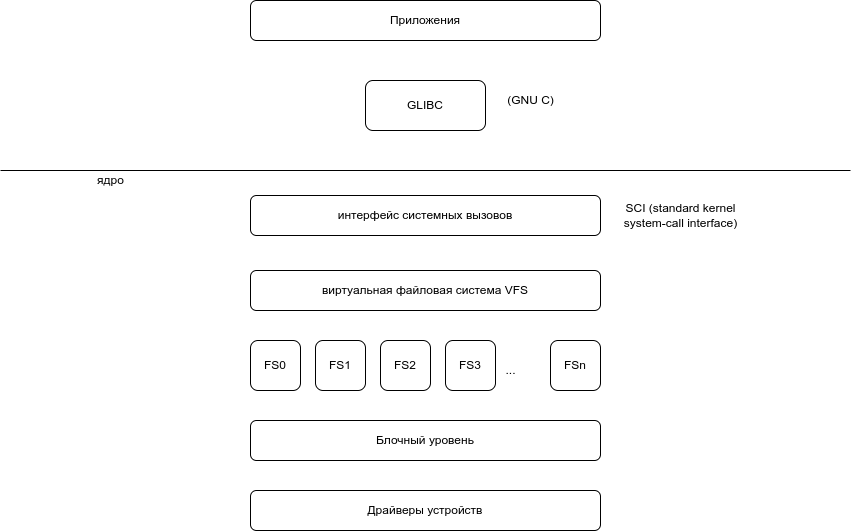 Приложения
GLIBC
(GNU C)
ядро
интерфейс системных вызовов
SCI (standard kernel
system-call interface)
виртуальная файловая система VFS
FS0 FS1 FS2 FS3 ... FSn
Блочный уровень
Драйверы устройств